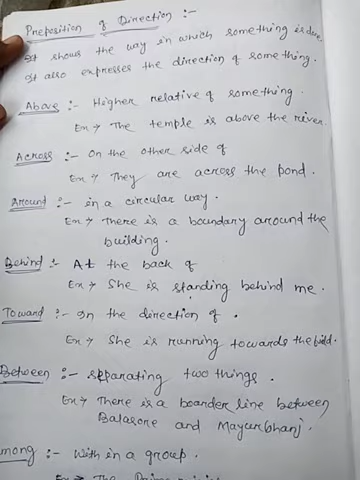 Preposition of Direction :-
It shows the way in which something is done
It also expresses the direction of something.
Above :- Higher relative of something.
Ex → The temple is above the river.
Across :- On the other side of
Ex → They are across the pond.
Around :- in a circular way.
Ex → There is a boundary around the
building.
Behind :- At the back of
Ex → She is standing behind me.
Toward :- In the direction of .
Ex → She is running towards the field.
Between :- separating two things.
Ex → There is a boarder line between
Balasore and Mayurbhanj.
mong :- with in a group.
Ex → The